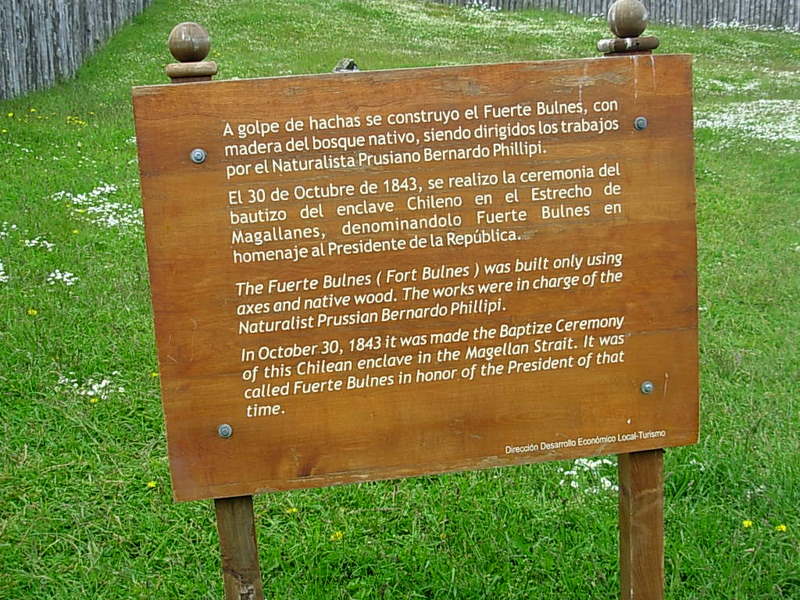 A golpe de hachas se construyo el Fuerte Bulnes, con
madera del bosque nativo, siendo dirigidos los trabajos
por el Naturalista Prusiano Bernardo Phillipi.
El 30 de Octubre de 1843, se realizo la ceremonia del
bautizo del enclave Chileno en el Estrecho de
Magallanes, denominandolo Fuerte Bulnes en
homenaje al Presidente de la República.
The Fuerte Bulnes ( Fort Bulnes ) was built only using
axes and native wood. The works were in charge of the
Naturalist Prussian Bernardo Phillipi.
In October 30, 1843 it was made the Baptize Ceremony
of this Chilean enclave in the Magellan Strait. It was
called Fuerte Bulnes in honor of the President of that
time.
Dirección Desarrollo Económico Local-Turismo